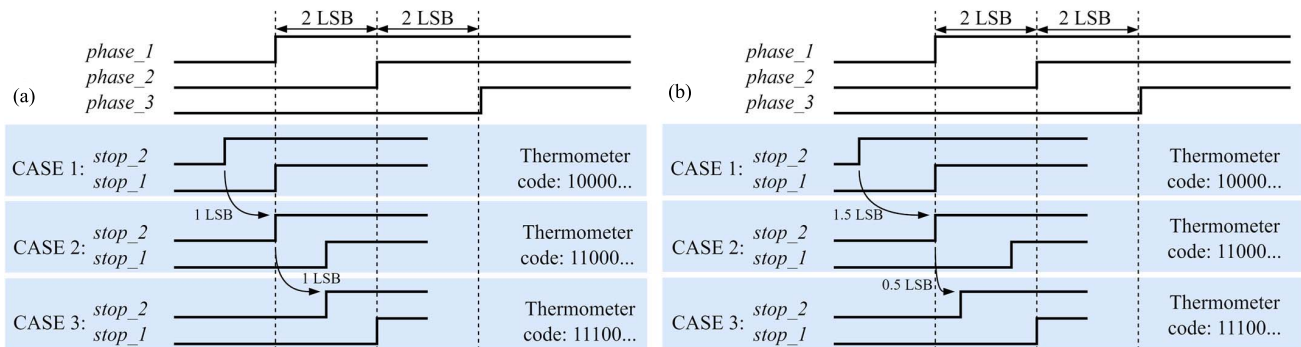 2 LSB 2 LSB
phase_1
phase_2
(a)
phase_3
CASE 1: stop_2
stop_1
Thermometer
code: 10000...
1 LSB
CASE 2: stop_2
stop_1
Thermometer
code: 11000...
1 LSB
CASE 3: stop_2
stop_1
Thermometer
code: 11100...
2 LSB 2 LSB
phase_1
phase_2
(b)
phase_3
CASE 1: stop_2
stop_1
Thermometer
code: 10000...
1.5 LSB
CASE 2: stop_2
stop_1
Thermometer
code: 11000...
0.5 LSB
CASE 3: stop_2
stop_1
Thermometer
code: 11100...